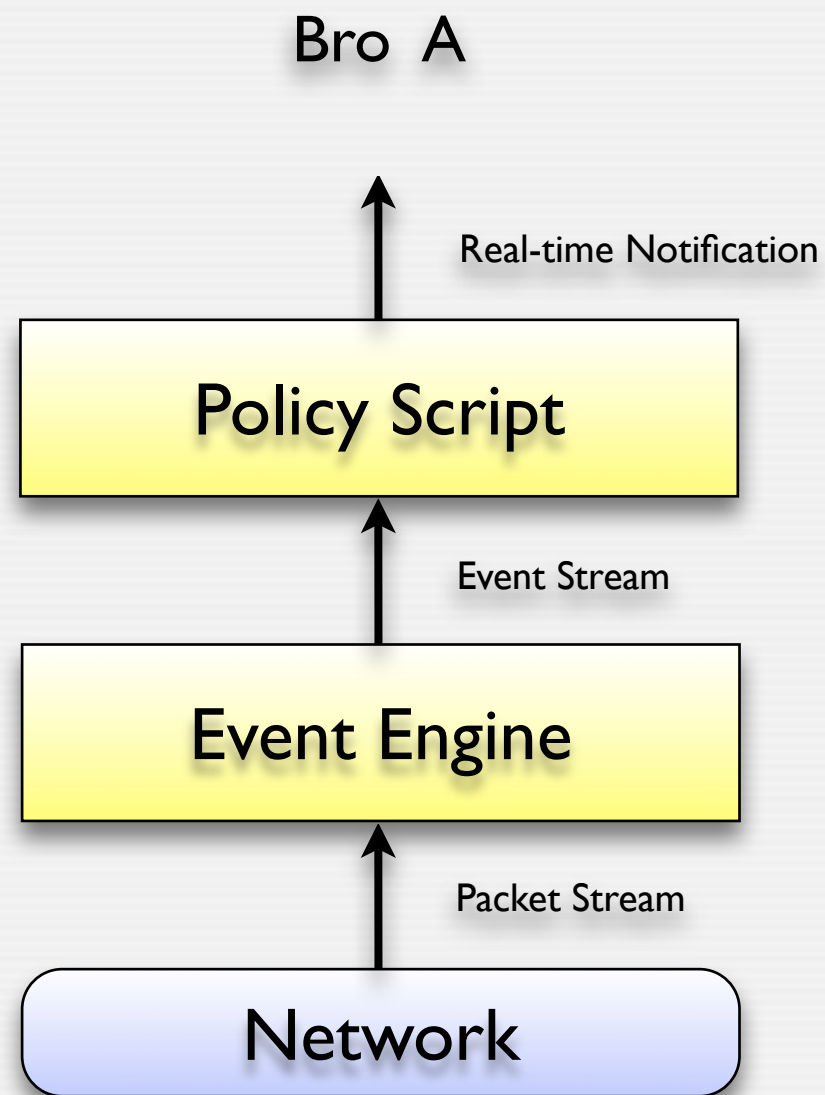 Bro A
Real-time Notification
Policy Script
Event Stream
Event Engine
Packet Stream
Network